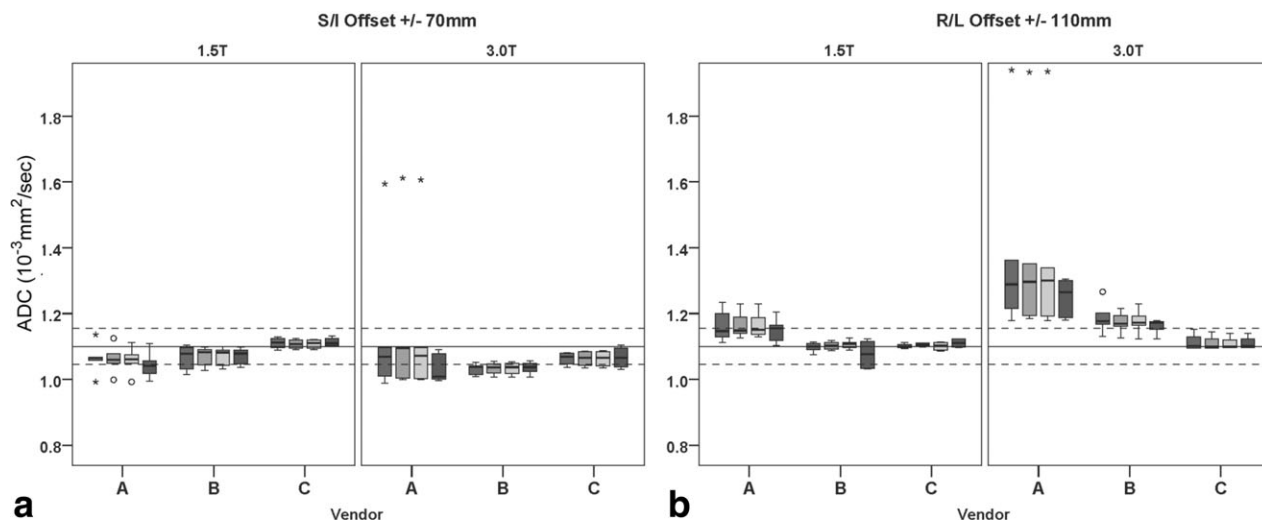 S/I Offset +/- 70mm
R/L Offset +/- 110mm
1.5T
3.0T
1.5T
3.0T
ADC (10⁻³mm²/sec)
1.8
1.6
1.4
1.2
1.0
0.8
1.8
1.6
1.4
1.2
1.0
0.8
A
B
C
A
B
C
A
B
C
A
B
C
a
Vendor
b
Vendor